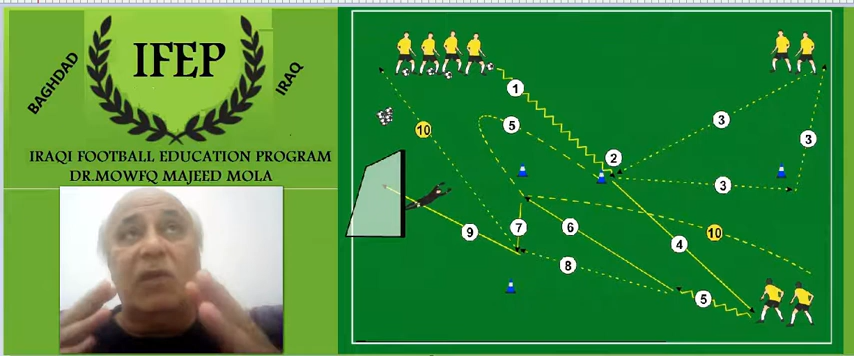 IFEP
BAGHDAD
IRAQ
IRAQI FOOTBALL EDUCATION PROGRAM
DR.MOWFQ MAJEED MOLA
1
2
3
3
3
4
5
5
6
7
8
9
10
10